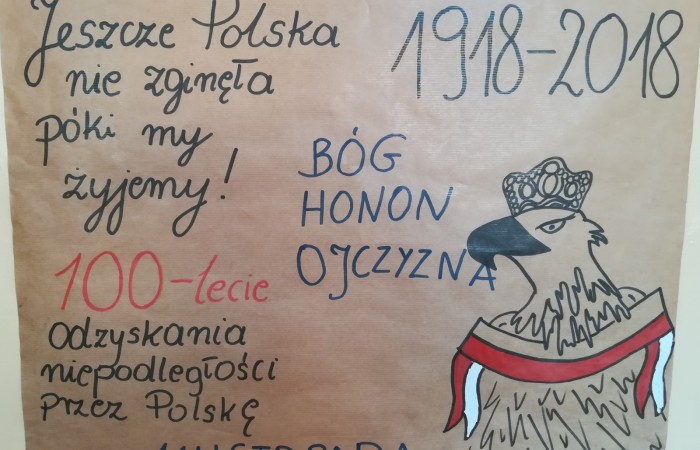 Jeszcze Polska
nie zginęła
póki my
żyjemy!
1918-2018
BÓG
HONON
OJCZYZNA
100-lecie
odzyskania
niepodległości
przez Polskę